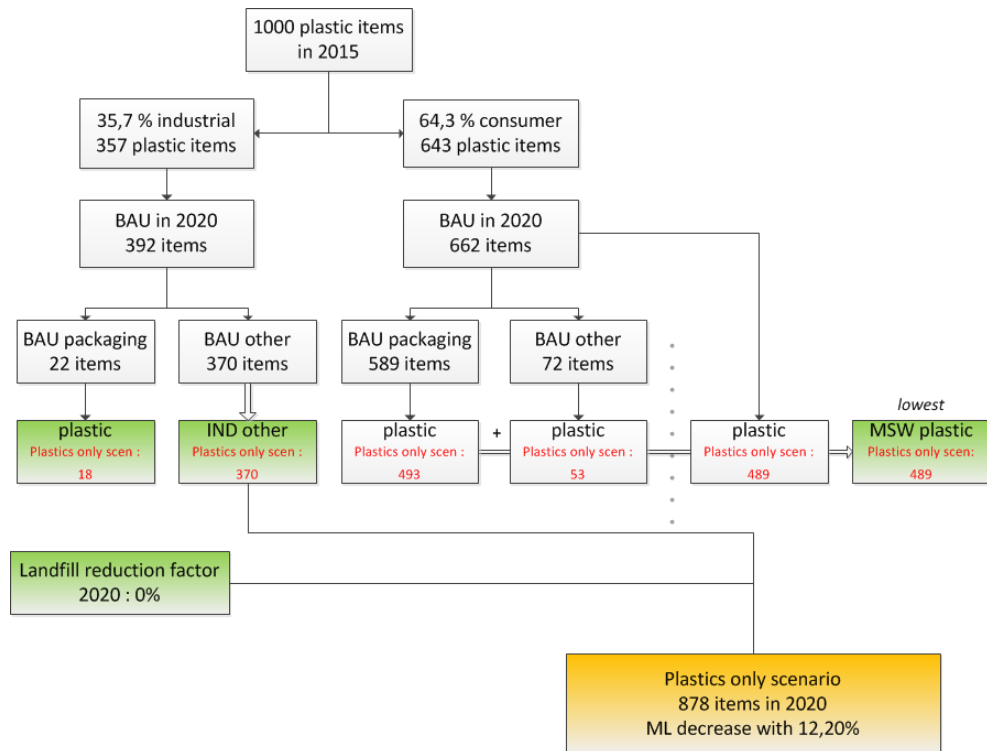 1000 plastic items
in 2015
35,7 % industrial
357 plastic items
64,3 % consumer
643 plastic items
BAU in 2020
392 items
BAU in 2020
662 items
BAU packaging
22 items
BAU other
370 items
BAU packaging
589 items
BAU other
72 items
lowest
plastic
Plastics only scen :
18
IND other
Plastics only scen :
370
plastic
Plastics only scen :
493
+
plastic
Plastics only scen :
53
plastic
Plastics only scen :
489
MSW plastic
Plastics only scen:
489
Landfill reduction factor
2020 : 0%
Plastics only scenario
878 items in 2020
ML decrease with 12,20%